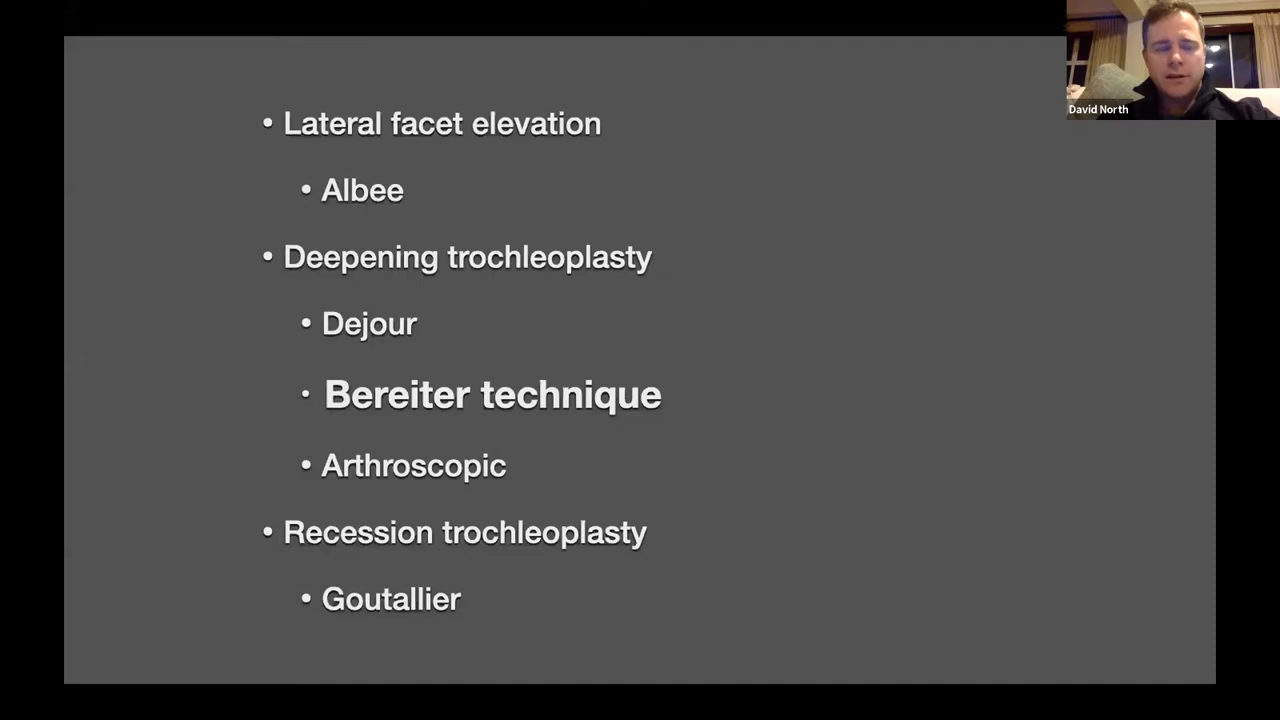 David North
• Lateral facet elevation
• Albee
• Deepening trochleoplasty
• Dejour
• Bereiter technique
• Arthroscopic
• Recession trochleoplasty
• Goutallier